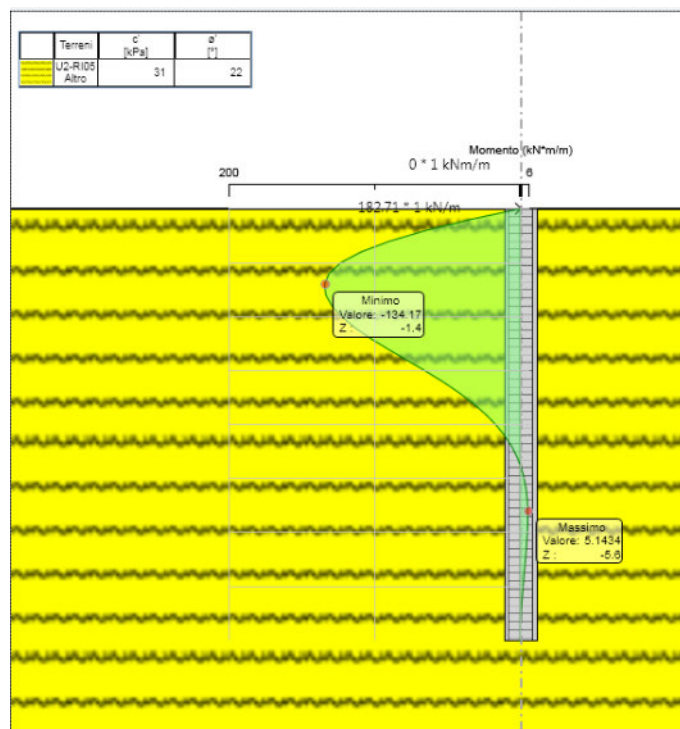 Terreni c' ø'
[kPa] [°]
U2-RI05 31 22
Altro
Momento (kN*m/m)
0 * 1 kNm/m
200 6
182.71 * 1 kN/m
Minimo
Valore: -134.17
Z : -1.4
Massimo
Valore: 5.1434
Z : -5.6